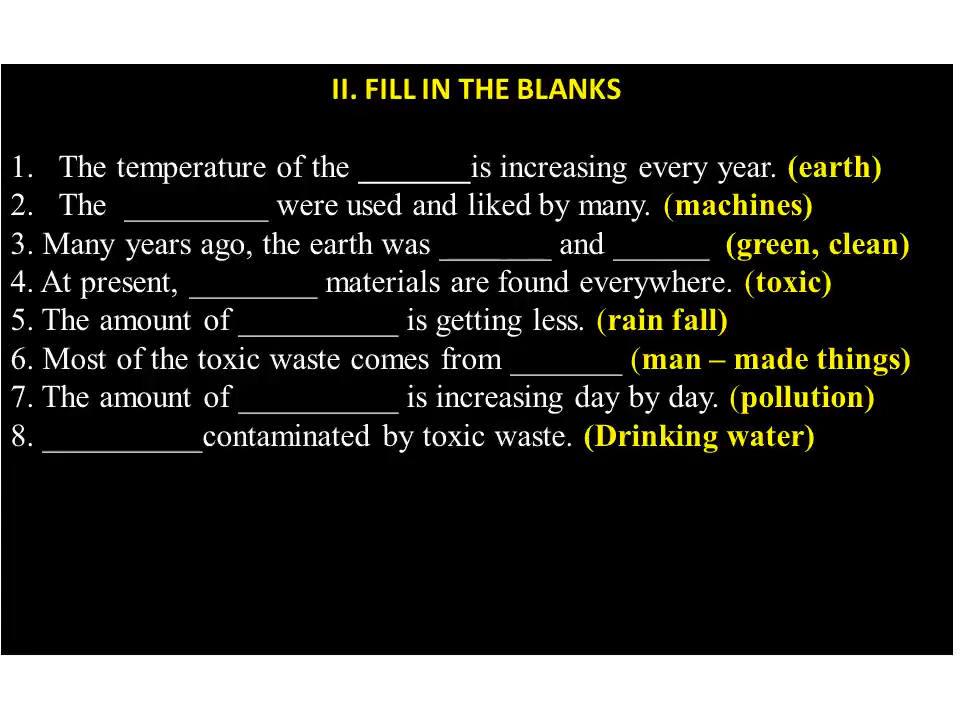 II. FILL IN THE BLANKS
1. The temperature of the _______is increasing every year. (earth)
2. The _________ were used and liked by many. (machines)
3. Many years ago, the earth was _______ and ______ (green, clean)
4. At present, ________ materials are found everywhere. (toxic)
5. The amount of __________ is getting less. (rain fall)
6. Most of the toxic waste comes from _______ (man – made things)
7. The amount of __________ is increasing day by day. (pollution)
8. __________contaminated by toxic waste. (Drinking water)